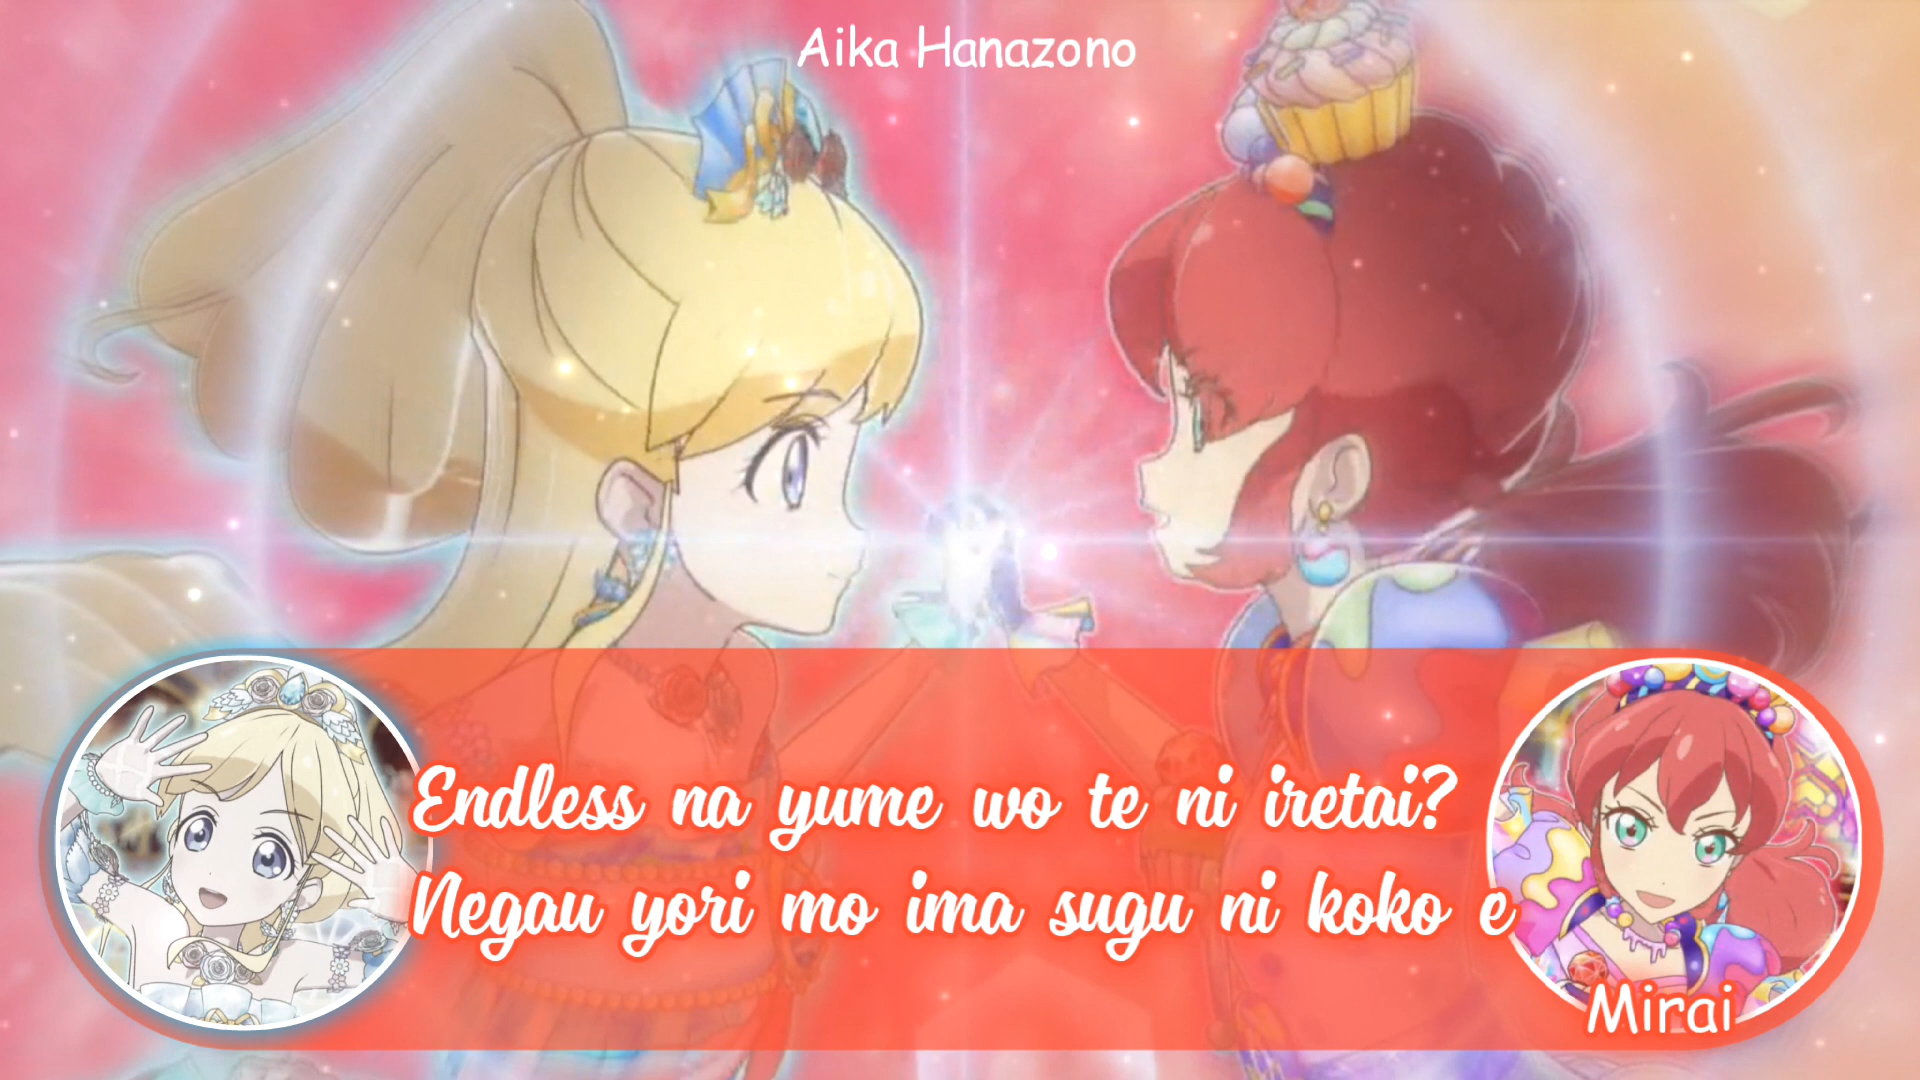 Aika Hanazono
Endless na yume wo te ni iretai?
Negau yori mo ima sugu ni koko e
Mirai